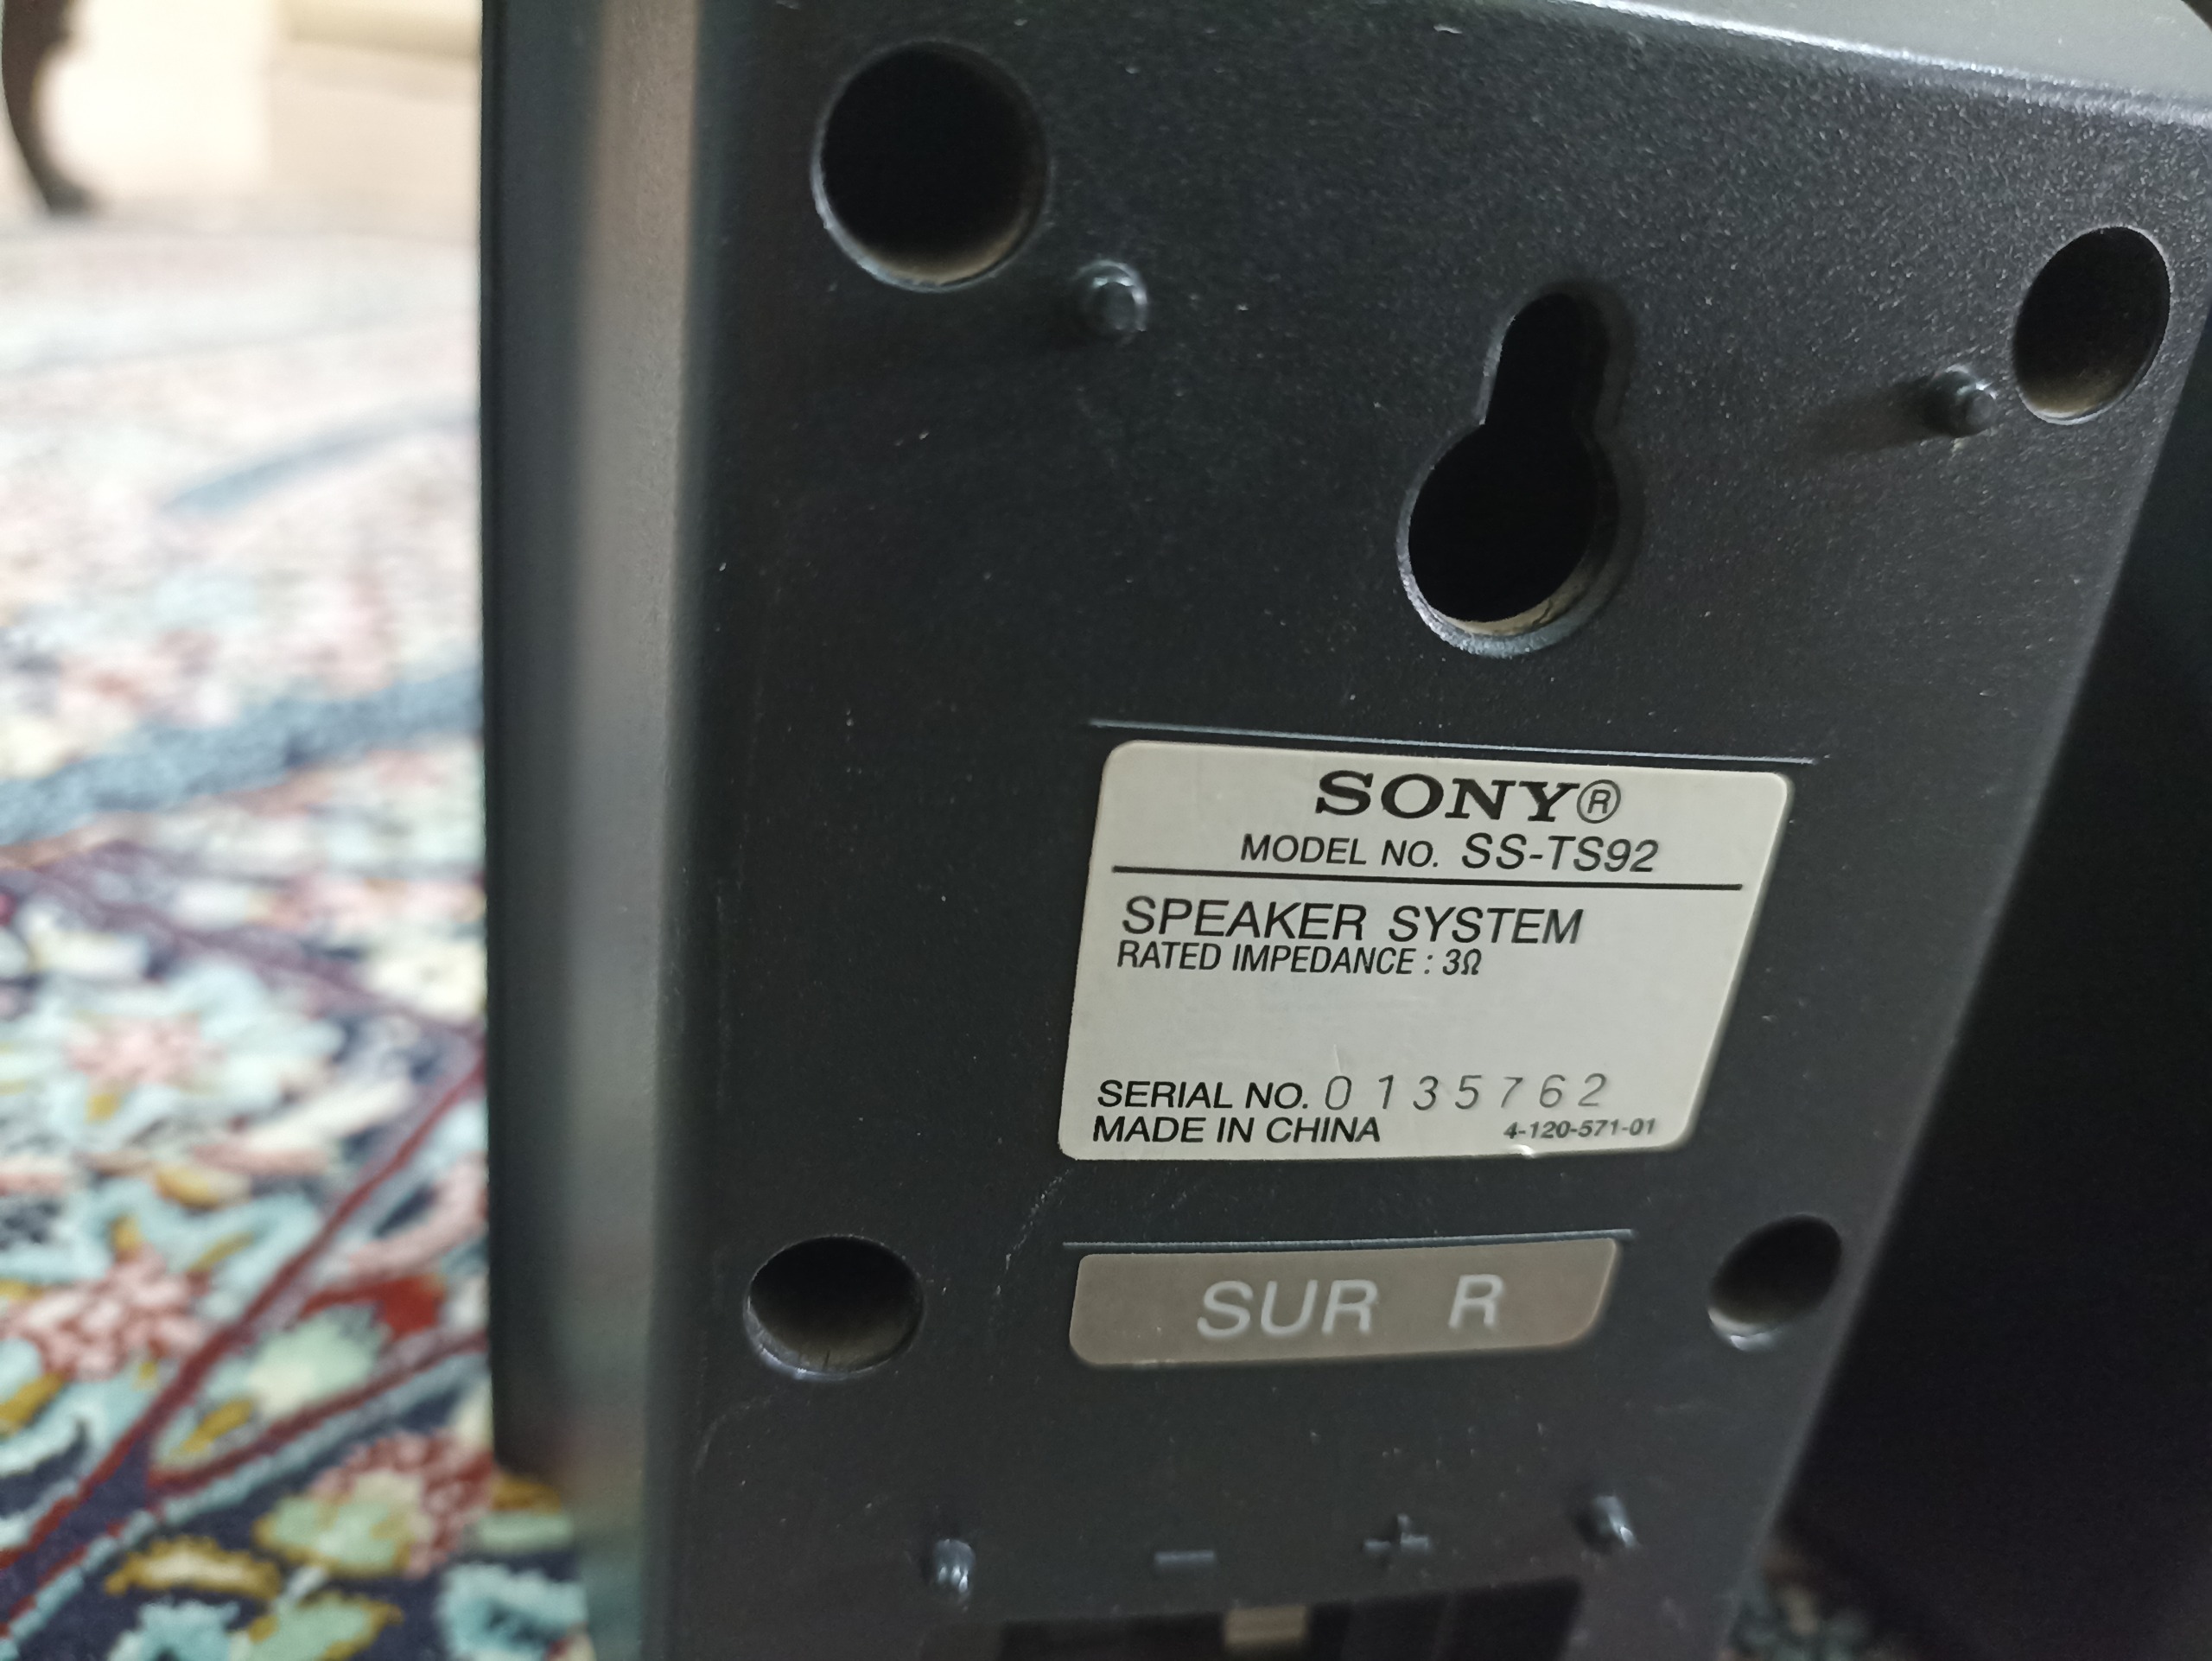 SONY®
MODEL NO. SS-TS92
SPEAKER SYSTEM
RATED IMPEDANCE : 3Ω
SERIAL NO. 0135762
MADE IN CHINA 4-120-571-01
SUR R
− +